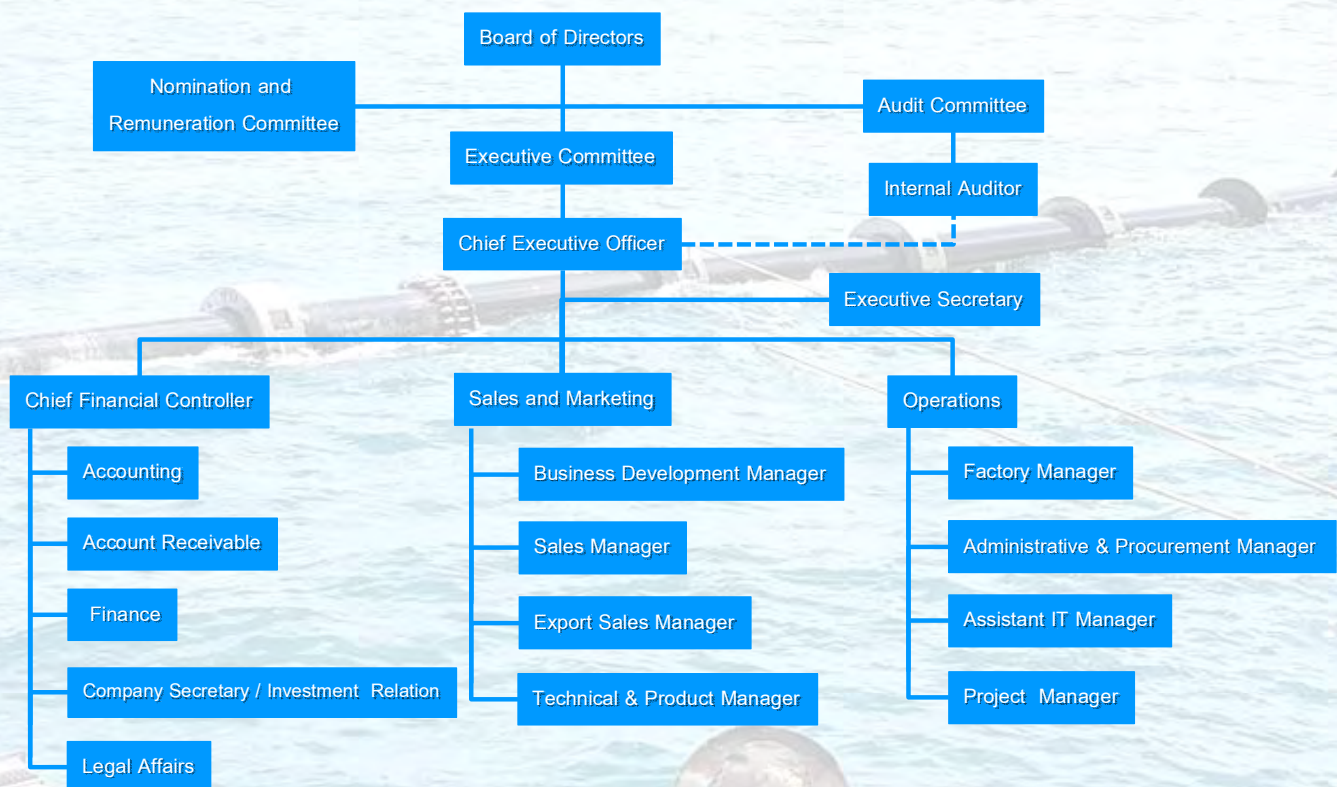 Board of Directors
Nomination and
Remuneration Committee
Audit Committee
Executive Committee
Internal Auditor
Chief Executive Officer
Executive Secretary
Chief Financial Controller
Accounting
Account Receivable
Finance
Company Secretary / Investment Relation
Legal Affairs
Sales and Marketing
Business Development Manager
Sales Manager
Export Sales Manager
Technical & Product Manager
Operations
Factory Manager
Administrative & Procurement Manager
Assistant IT Manager
Project Manager